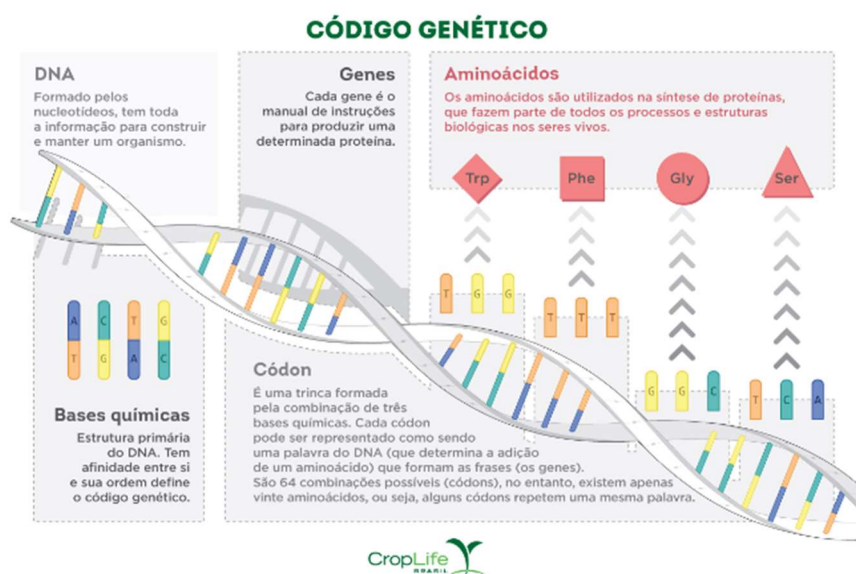 CÓDIGO GENÉTICO
DNA
Formado pelos
nucleotídeos, tem toda
a informação para construir
e manter um organismo.
Genes
Cada gene é o
manual de instruções
para produzir uma
determinada proteína.
Aminoácidos
Os aminoácidos são utilizados na síntese de proteínas,
que fazem parte de todos os processos e estruturas
biológicas nos seres vivos.
Trp
Phe
Gly
Ser
T G G
T T T
G G C
T C A
A C T G
T G A C
Bases químicas
Estrutura primária
do DNA. Tem
afinidade entre si
e sua ordem define
o código genético.
Códon
É uma trinca formada
pela combinação de três
bases químicas. Cada códon
pode ser representado como sendo
uma palavra do DNA (que determina a adição
de um aminoácido) que formam as frases (os genes).
São 64 combinações possíveis (códons), no entanto, existem apenas
vinte aminoácidos, ou seja, alguns códons repetem uma mesma palavra.
CropLife
BRASIL